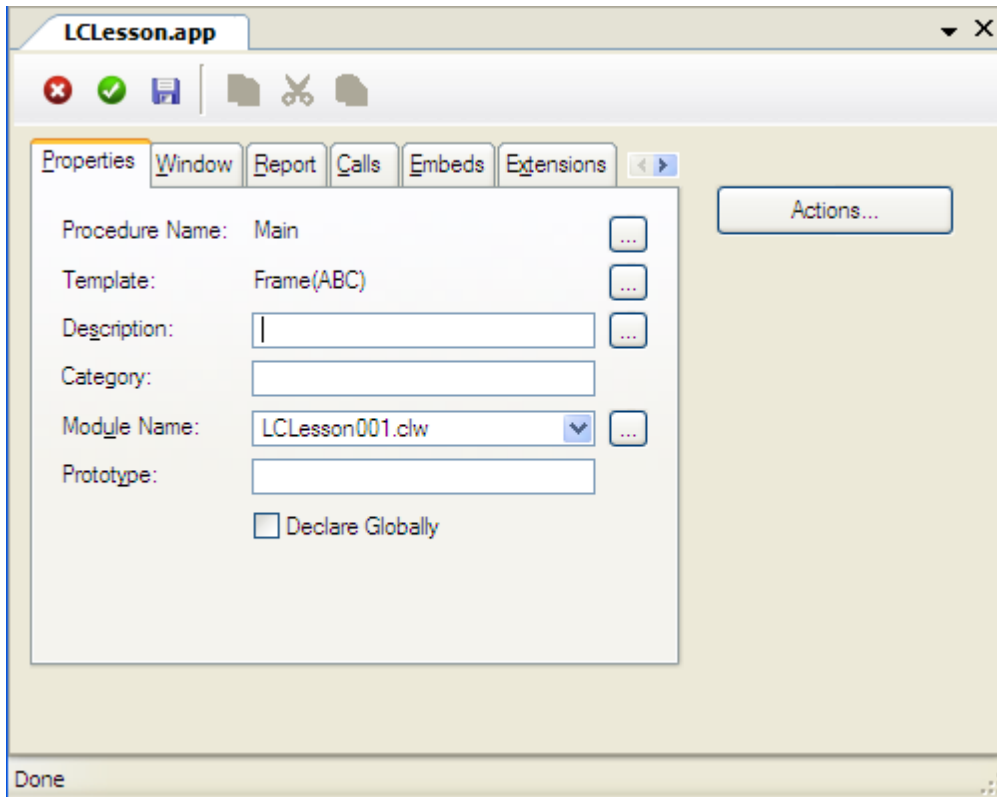 LCLesson.app
Properties Window Report Calls Embeds Extensions
Actions...
Procedure Name: Main ...
Template: Frame(ABC) ...
Description: ...
Category:
Module Name: LCLesson001.clw ...
Prototype:
Declare Globally
Done